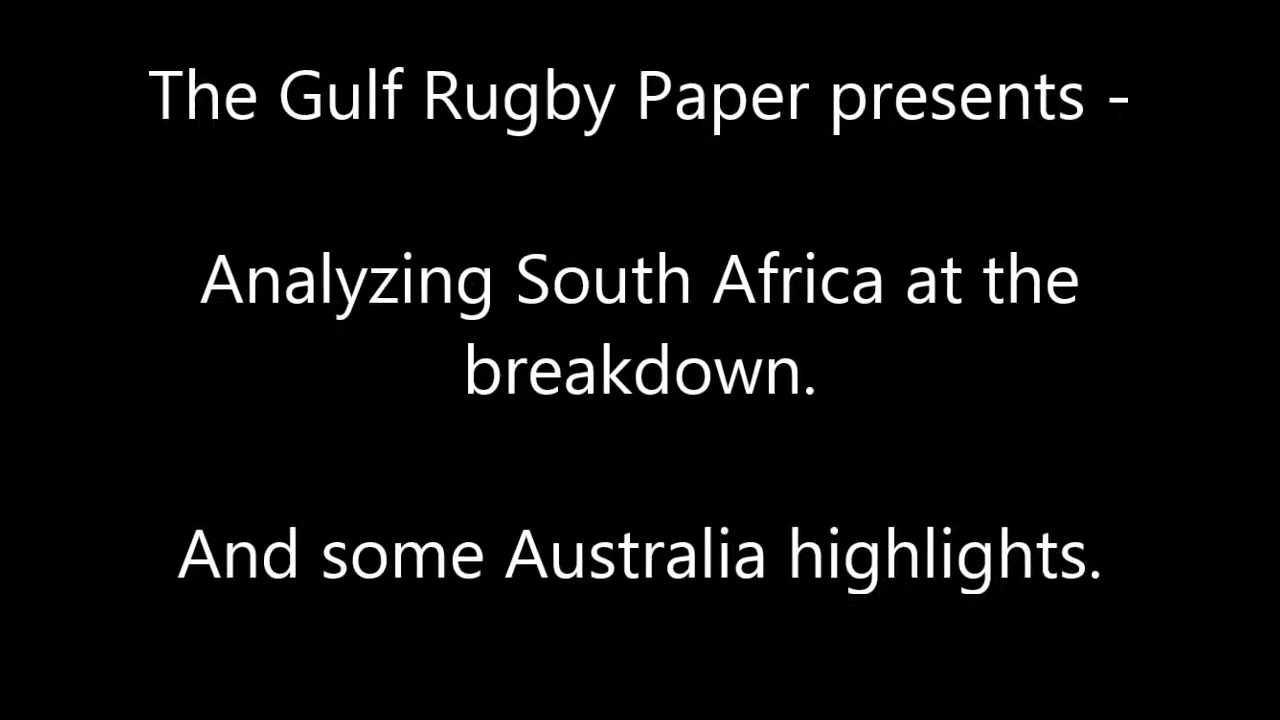 The Gulf Rugby Paper presents -
Analyzing South Africa at the
breakdown.
And some Australia highlights.